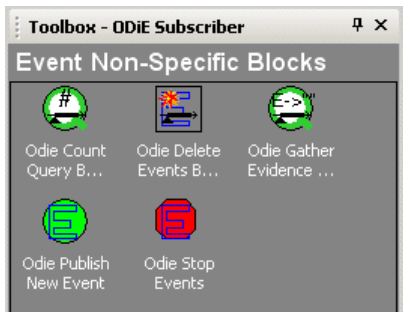 Toolbox - ODiE Subscriber
Event Non-Specific Blocks
#
E->""
Odie Count
Query B...
Odie Delete
Events B...
Odie Gather
Evidence ...
E
E
Odie Publish
New Event
Odie Stop
Events